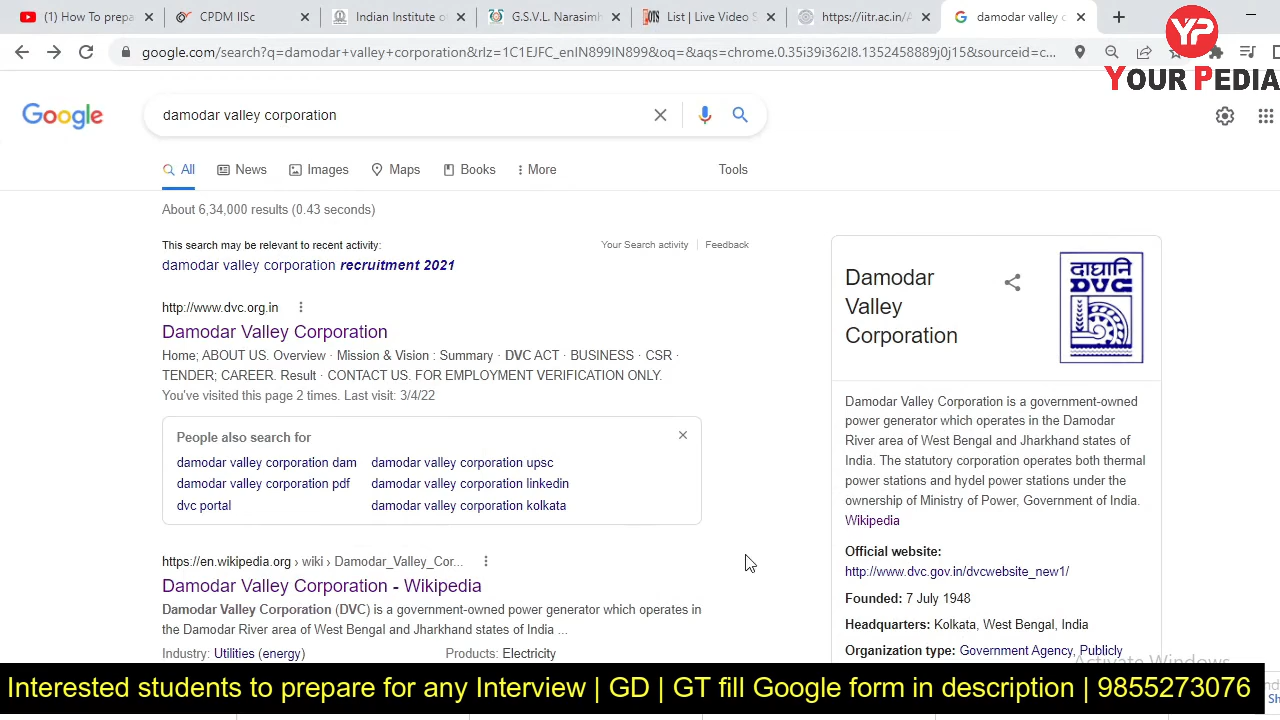 (1) How To prepa
CPDM IISc
Indian Institute o
G.S.V.L. Narasimh
List | Live Video S
https://iitr.ac.in/A
damodar valley c
google.com/search?q=damodar+valley+corporation&rlz=1C1EJFC_enIN899IN899&oq=&aqs=chrome.0.35i39i362l8.1352458889j0j15&sourceid=c...
YP
YOUR PEDIA
Google
damodar valley corporation
All
News
Images
Maps
Books
More
Tools
About 6,34,000 results (0.43 seconds)
This search may be relevant to recent activity:
Your Search activity
Feedback
damodar valley corporation recruitment 2021
http://www.dvc.org.in
Damodar Valley Corporation
Home; ABOUT US. Overview · Mission & Vision : Summary · DVC ACT · BUSINESS · CSR ·
TENDER; CAREER. Result · CONTACT US. FOR EMPLOYMENT VERIFICATION ONLY.
You've visited this page 2 times. Last visit: 3/4/22
People also search for
damodar valley corporation dam
damodar valley corporation upsc
damodar valley corporation pdf
damodar valley corporation linkedin
dvc portal
damodar valley corporation kolkata
https://en.wikipedia.org › wiki › Damodar_Valley_Cor...
Damodar Valley Corporation - Wikipedia
Damodar Valley Corporation (DVC) is a government-owned power generator which operates in
the Damodar River area of West Bengal and Jharkhand states of India ...
Industry: Utilities (energy)
Products: Electricity
Damodar
Valley
Corporation
दाघानि
DVC
Damodar Valley Corporation is a government-owned
power generator which operates in the Damodar
River area of West Bengal and Jharkhand states of
India. The statutory corporation operates both thermal
power stations and hydel power stations under the
ownership of Ministry of Power, Government of India.
Wikipedia
Official website:
http://www.dvc.gov.in/dvcwebsite_new1/
Founded: 7 July 1948
Headquarters: Kolkata, West Bengal, India
Organization type: Government Agency, Publicly
Activate Windows
Interested students to prepare for any Interview | GD | GT fill Google form in description | 9855273076